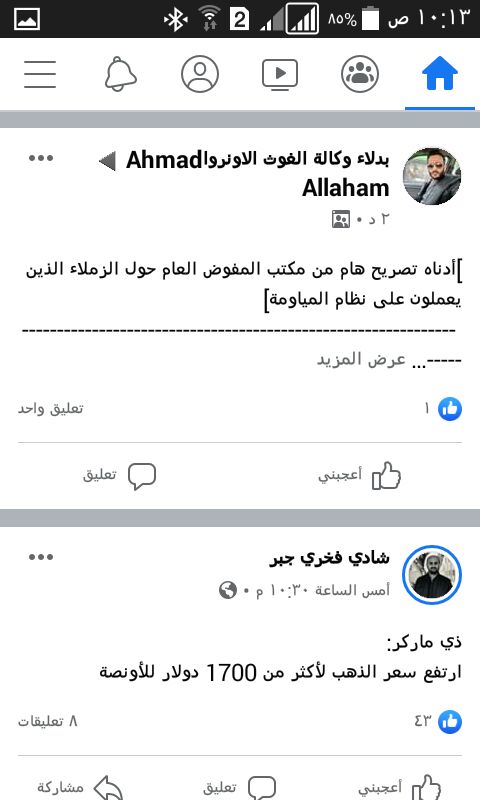 ١٠:١٣ ص ٨٥% 2
بدلاء وكالة الغوث الاونروا Ahmad
Allaham
٢ د •
]أدناه تصريح هام من مكتب المفوض العام حول الزملاء الذين
يعملون على نظام المياومة[
--------------------------------------------------------------
-----... عرض المزيد
١ تعليق واحد
أعجبني تعليق
شادي فخري جبر
أمس الساعة ١٠:٣٠ م •
ذي ماركر:
ارتفع سعر الذهب لأكثر من 1700 دولار للأونصة
٤٣ ٨ تعليقات
أعجبني تعليق مشاركة